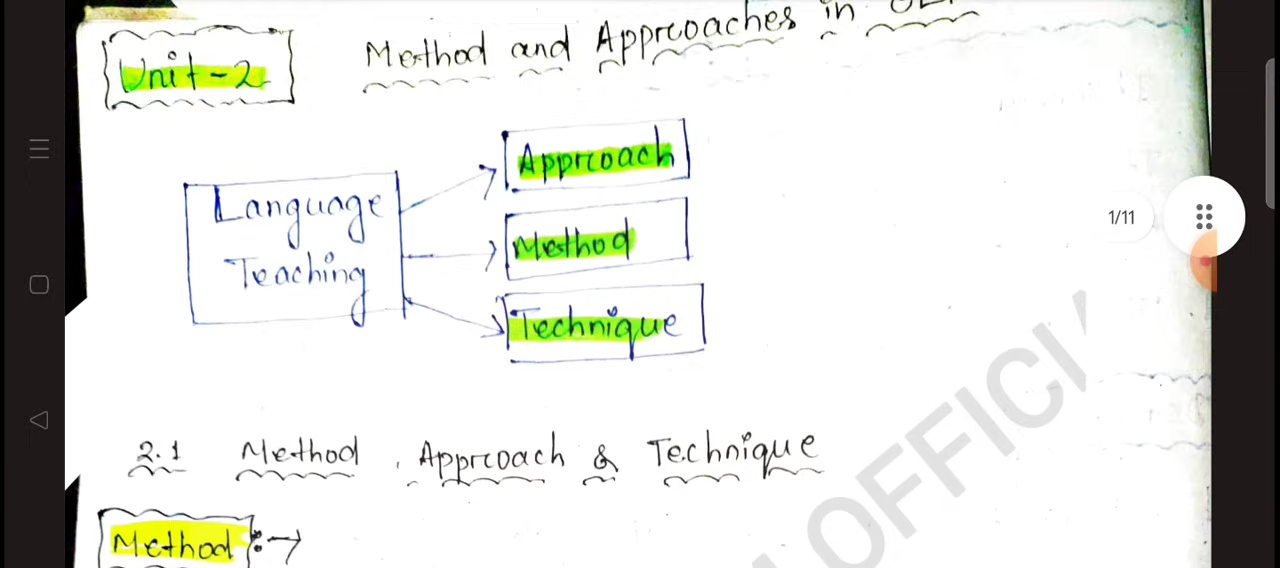 Method and Approaches in
Unit-2
Approach
Language
Teaching
Method
Technique
1/11
2.1 Method, Approach & Technique
Method :→
OFFICI